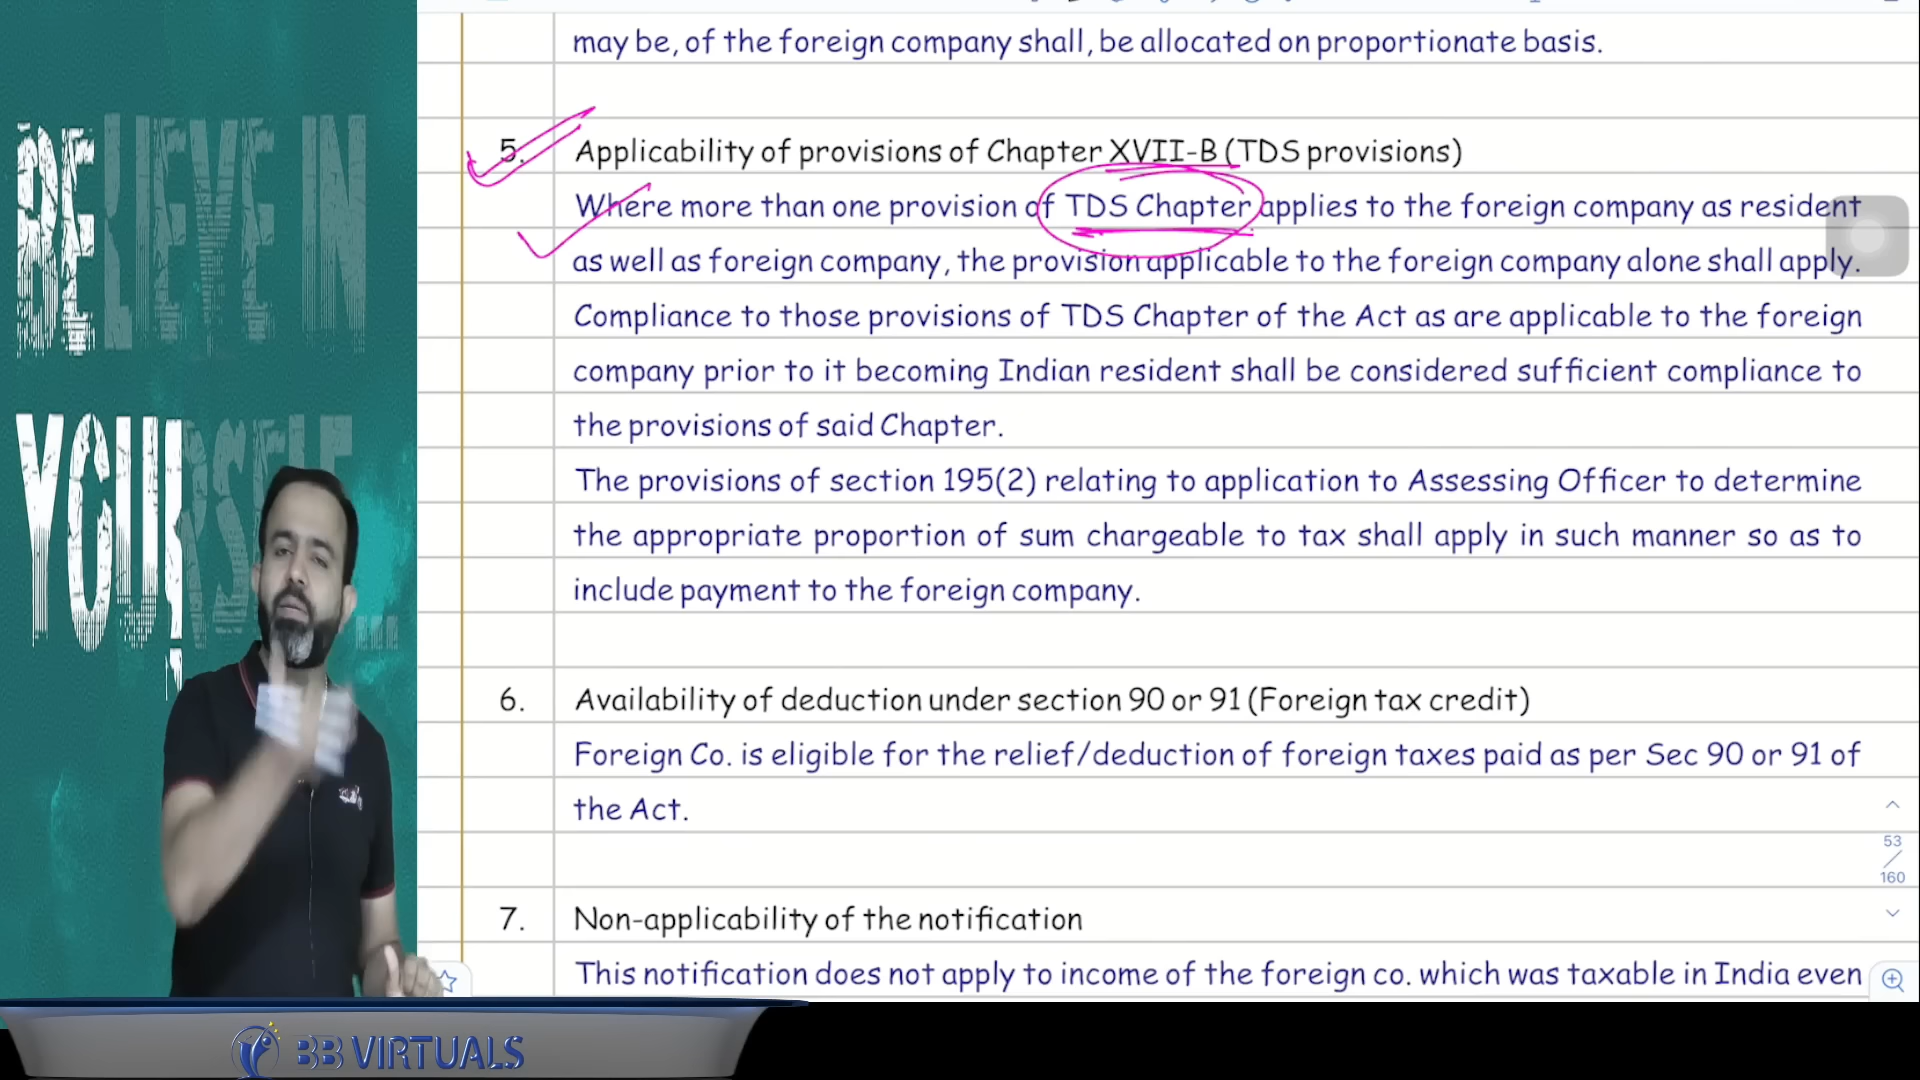 BELIEVE IN
YOURSELF...
may be, of the foreign company shall, be allocated on proportionate basis.
5. Applicability of provisions of Chapter XVII-B (TDS provisions)
Where more than one provision of TDS Chapter applies to the foreign company as resident
as well as foreign company, the provision applicable to the foreign company alone shall apply.
Compliance to those provisions of TDS Chapter of the Act as are applicable to the foreign
company prior to it becoming Indian resident shall be considered sufficient compliance to
the provisions of said Chapter.
The provisions of section 195(2) relating to application to Assessing Officer to determine
the appropriate proportion of sum chargeable to tax shall apply in such manner so as to
include payment to the foreign company.
6. Availability of deduction under section 90 or 91 (Foreign tax credit)
Foreign Co. is eligible for the relief/deduction of foreign taxes paid as per Sec 90 or 91 of
the Act.
53
160
7. Non-applicability of the notification
This notification does not apply to income of the foreign co. which was taxable in India even
BB VIRTUALS